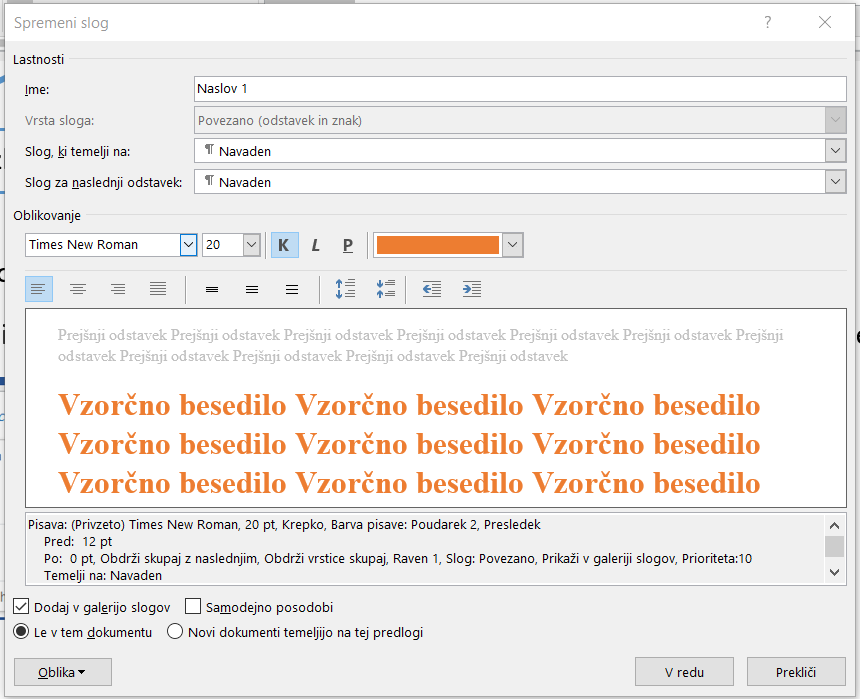 Spremeni slog ?
Lastnosti
Ime: Naslov 1
Vrsta sloga: Povezano (odstavek in znak)
Slog, ki temelji na: ¶ Navaden
Slog za naslednji odstavek: ¶ Navaden
Oblikovanje
Times New Roman 20 K L P
Prejšnji odstavek Prejšnji odstavek Prejšnji odstavek Prejšnji odstavek Prejšnji odstavek Prejšnji odstavek Prejšnji
odstavek Prejšnji odstavek Prejšnji odstavek Prejšnji odstavek Prejšnji odstavek
Vzorčno besedilo Vzorčno besedilo Vzorčno besedilo
Vzorčno besedilo Vzorčno besedilo Vzorčno besedilo
Vzorčno besedilo Vzorčno besedilo Vzorčno besedilo
Pisava: (Privzeto) Times New Roman, 20 pt, Krepko, Barva pisave: Poudarek 2, Presledek
Pred: 12 pt
Po: 0 pt, Obdrži skupaj z naslednjim, Obdrži vrstice skupaj, Raven 1, Slog: Povezano, Prikaži v galeriji slogov, Prioriteta:10
Temelji na: Navaden
Dodaj v galerijo slogov Samodejno posodobi
Le v tem dokumentu Novi dokumenti temeljijo na tej predlogi
Oblika V redu Prekliči